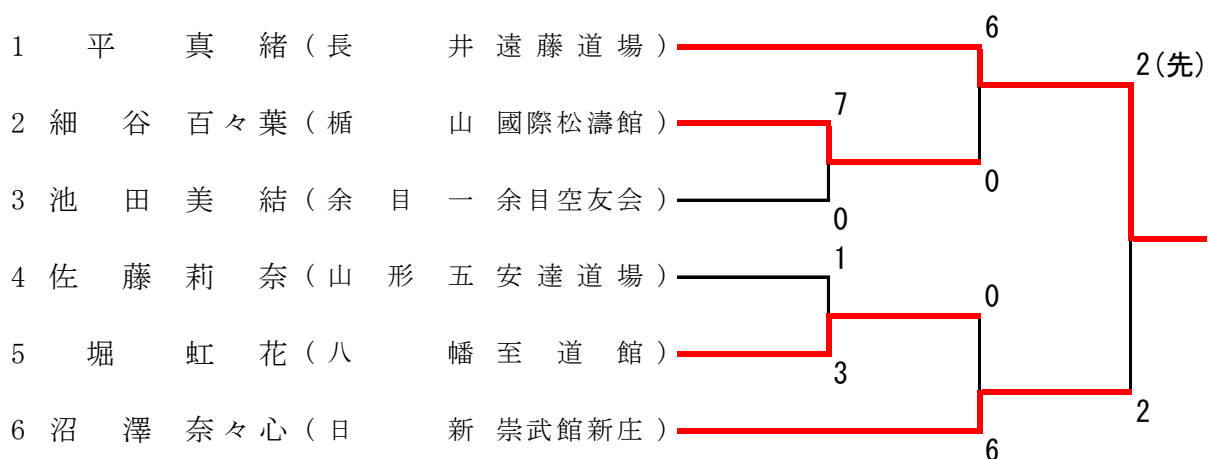 1 平 真 緒 ( 長 井 遠 藤 道 場 )
2 細 谷 百 々 葉 ( 楯 山 國際松濤館 )
3 池 田 美 結 ( 余 目 一 余目空友会 )
4 佐 藤 莉 奈 ( 山 形 五 安 達 道 場 )
5 堀 虹 花 ( 八 幡 至 道 館 )
6 沼 澤 奈 々 心 ( 日 新 崇武館新庄 )
7
0
1
3
6
0
0
6
2(先)
2